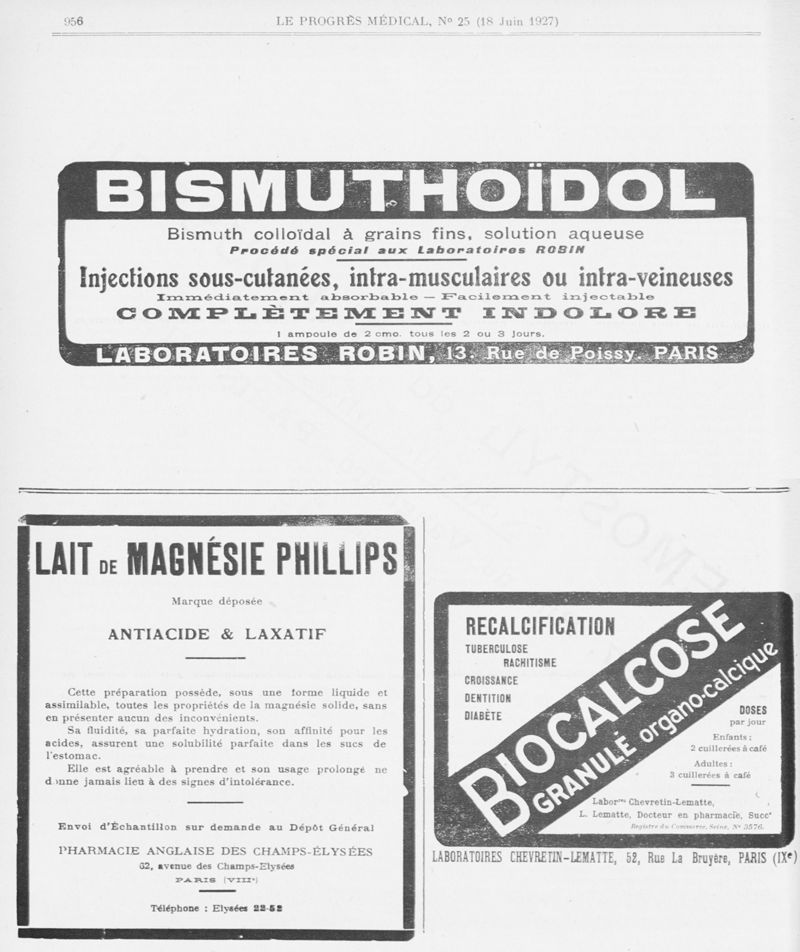 956
LE PROGRÈS MÉDICAL, No 25 (18 Juin 1927)
BISMUTHOÏDOL
Bismuth colloïdal à grains fins, solution aqueuse
Procédé spécial aux Laboratoires ROBIN
Injections sous-cutanées, intra-musculaires ou intra-veineuses
Immédiatement absorbable — Facilement injectable
COMPLÈTEMENT INDOLORE
1 ampoule de 2 cmc. tous les 2 ou 3 jours.
LABORATOIRES ROBIN, 13, Rue de Poissy, PARIS
LAIT DE MAGNÉSIE PHILLIPS
Marque déposée
ANTIACIDE & LAXATIF
Cette préparation possède, sous une forme liquide et
assimilable, toutes les propriétés de la magnésie solide, sans
en présenter aucun des inconvénients.
Sa fluidité, sa parfaite hydration, son affinité pour les
acides, assurent une solubilité parfaite dans les sucs de
l'estomac.
Elle est agréable à prendre et son usage prolongé ne
donne jamais lieu à des signes d'intolérance.
Envoi d'Échantillon sur demande au Dépôt Général
PHARMACIE ANGLAISE DES CHAMPS-ÉLYSÉES
62, avenue des Champs-Elysées
PARIS (VIIIe)
Téléphone : Elysées 22-52
RECALCIFICATION
TUBERCULOSE
RACHITISME
CROISSANCE
DENTITION
DIABÈTE
BIOCALCOSE
GRANULÉ organo-calcique
DOSES
par jour
Enfants :
2 cuillerées à café
Adultes :
3 cuillerées à café
Laborres Chevretin-Lematte,
L. Lematte, Docteur en pharmacie, Succr
Registre du Commerce, Seine, No 3576.
LABORATOIRES CHEVRETIN-LEMATTE, 52, Rue La Bruyère, PARIS (IXe)